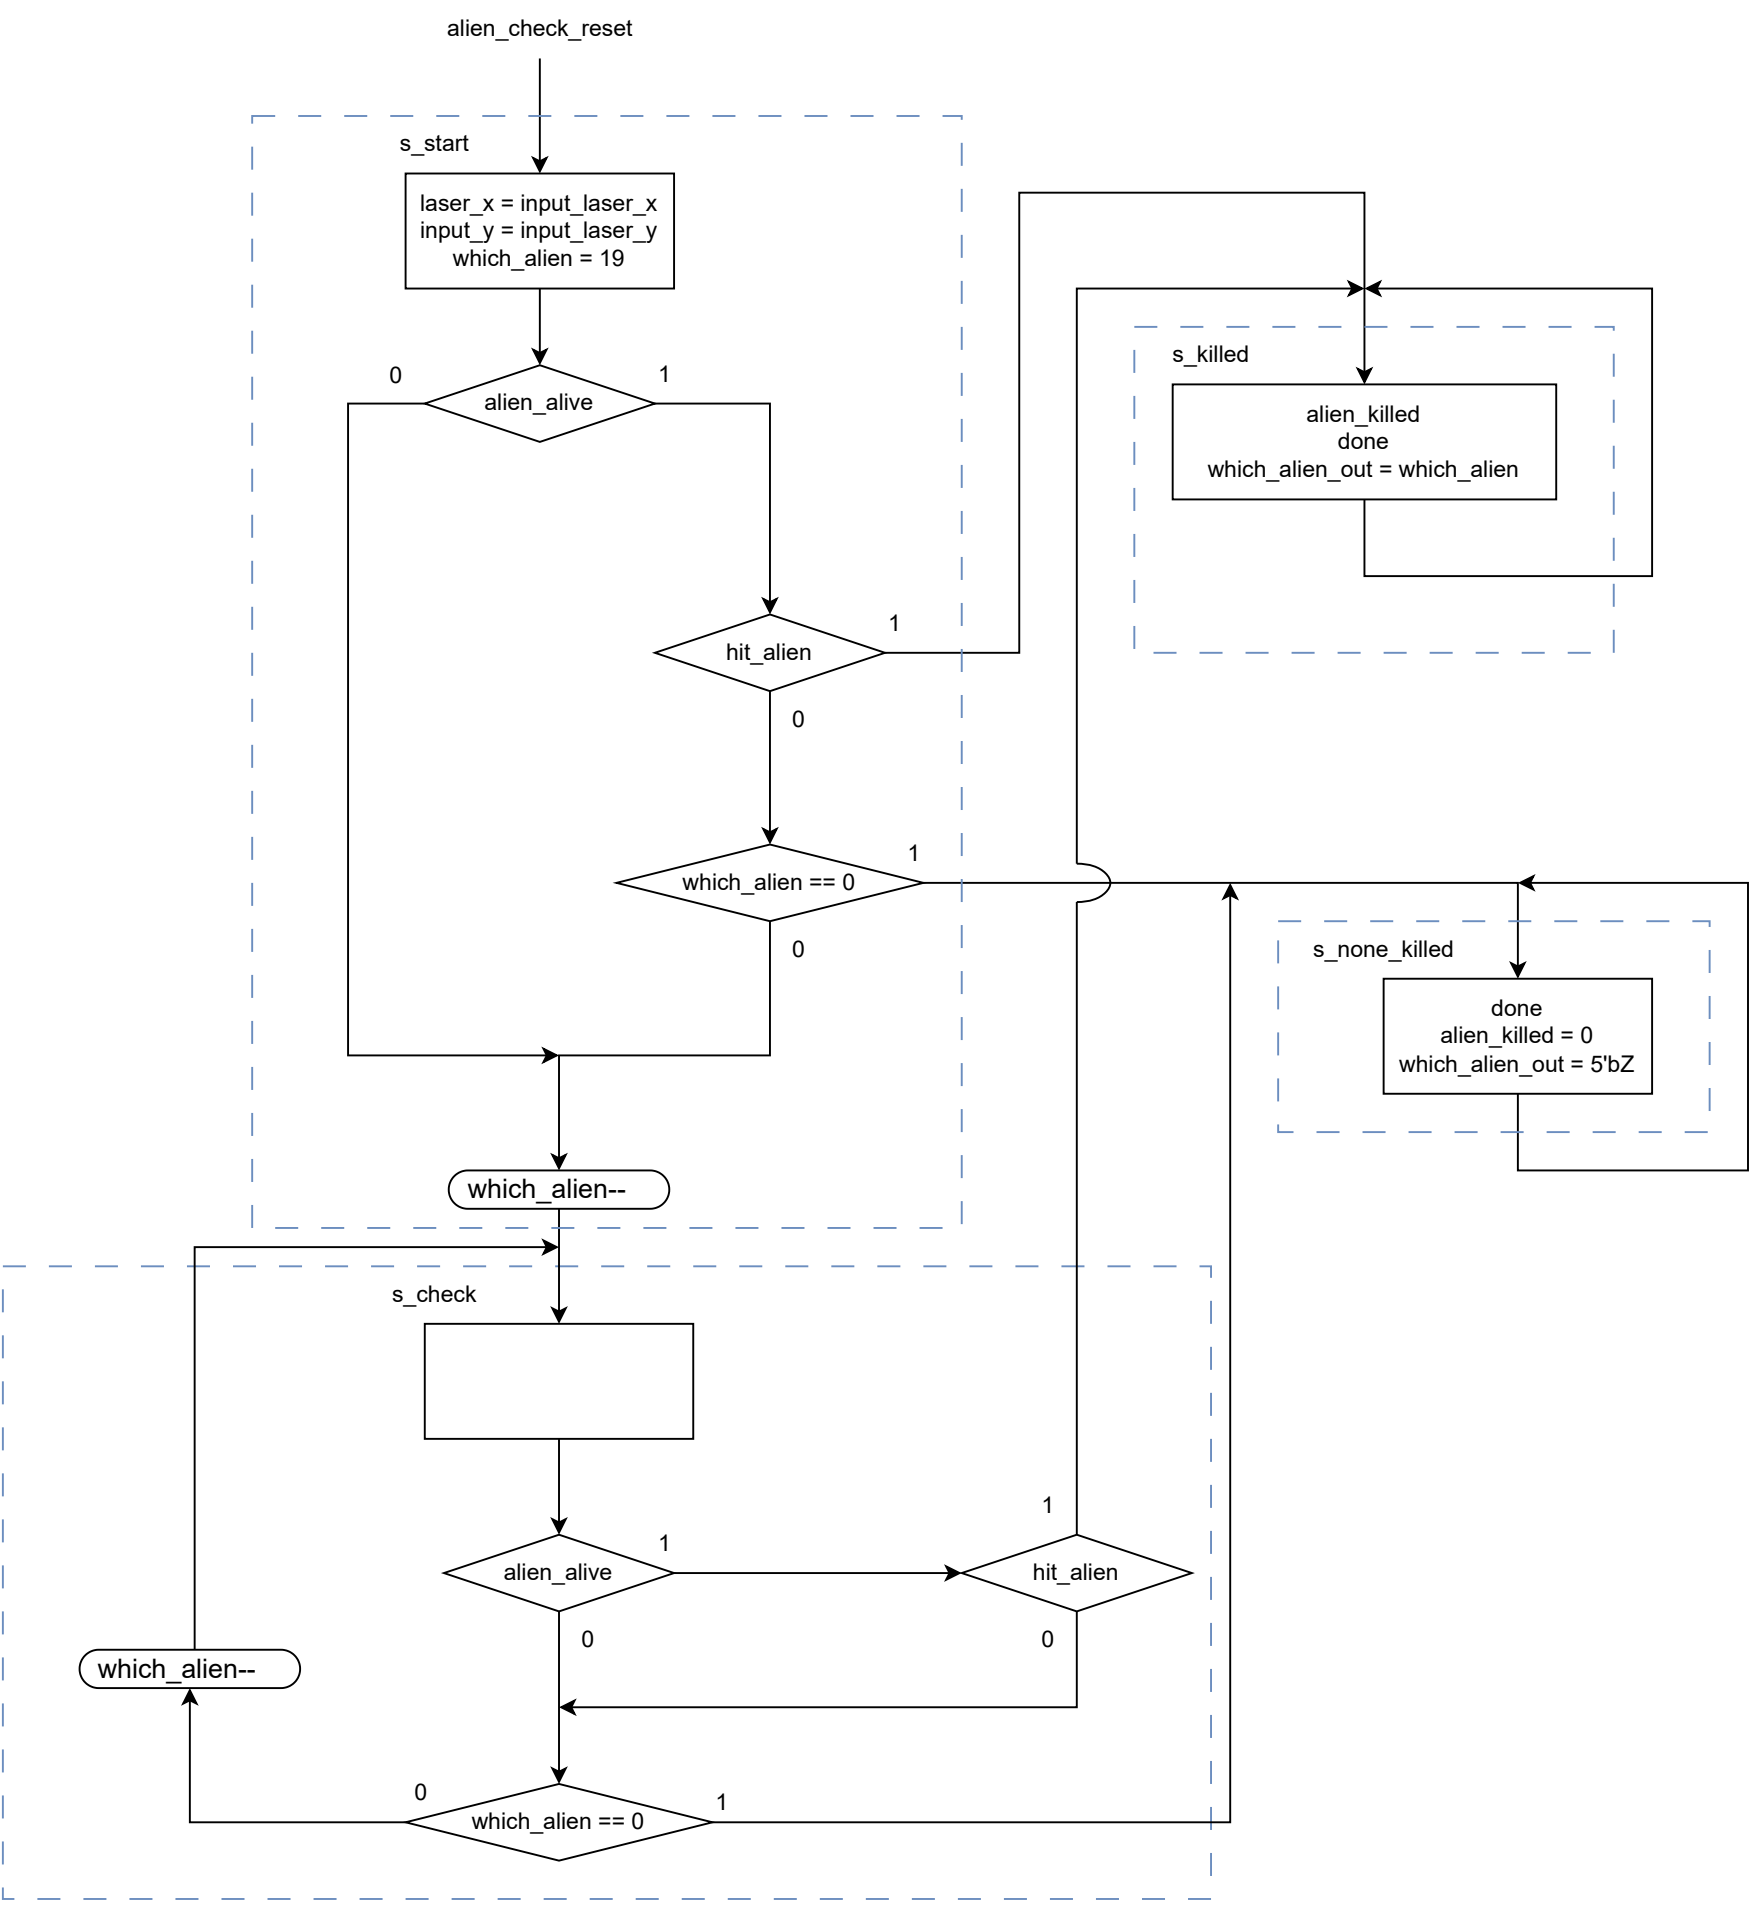 alien_check_reset
s_start
laser_x = input_laser_x
input_y = input_laser_y
which_alien = 19
0
alien_alive
1
s_killed
alien_killed
done
which_alien_out = which_alien
hit_alien
1
0
which_alien == 0
1
0
s_none_killed
done
alien_killed = 0
which_alien_out = 5'bZ
which_alien--
s_check
alien_alive
1
0
1
hit_alien
0
which_alien--
0
which_alien == 0
1